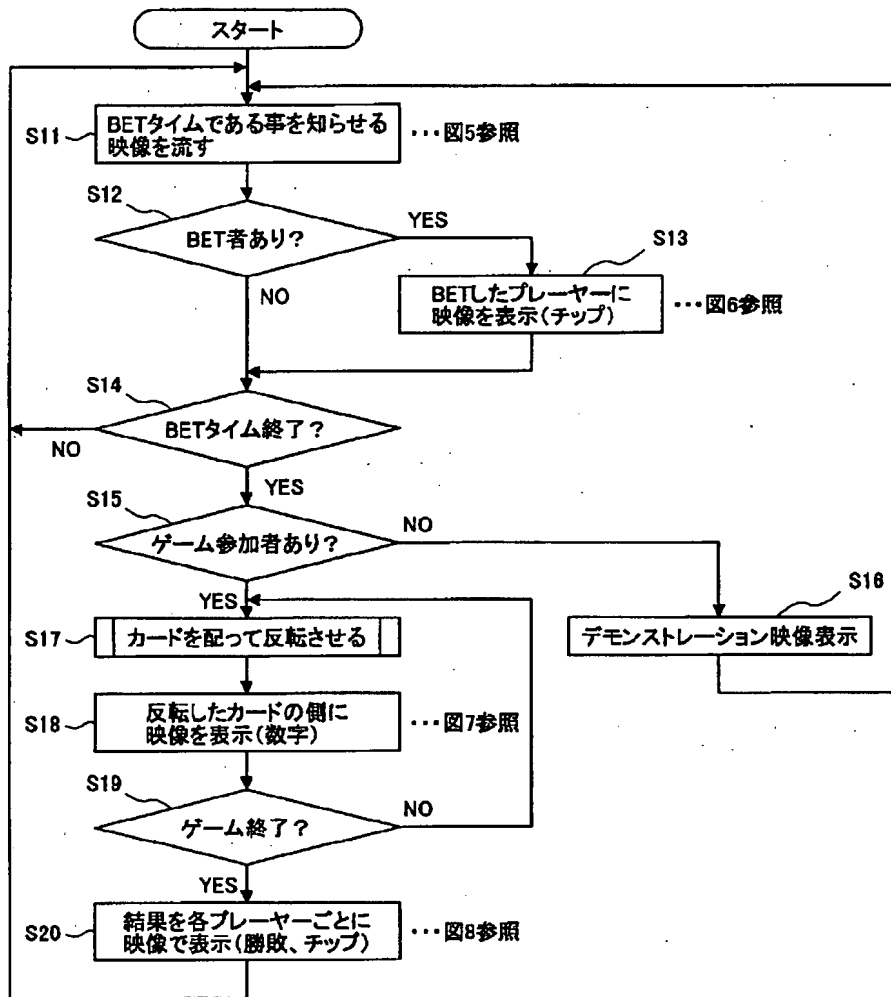 スタート
S11
BETタイムである事を知らせる
映像を流す
･･･図5参照
S12
BET者あり?
YES
NO
S13
BETしたプレーヤーに
映像を表示(チップ)
･･･図6参照
S14
BETタイム終了?
NO
YES
S15
ゲーム参加者あり?
NO
YES
S16
デモンストレーション映像表示
S17
カードを配って反転させる
S18
反転したカードの側に
映像を表示(数字)
･･･図7参照
S19
ゲーム終了?
NO
YES
S20
結果を各プレーヤーごとに
映像で表示(勝敗、チップ)
･･･図8参照